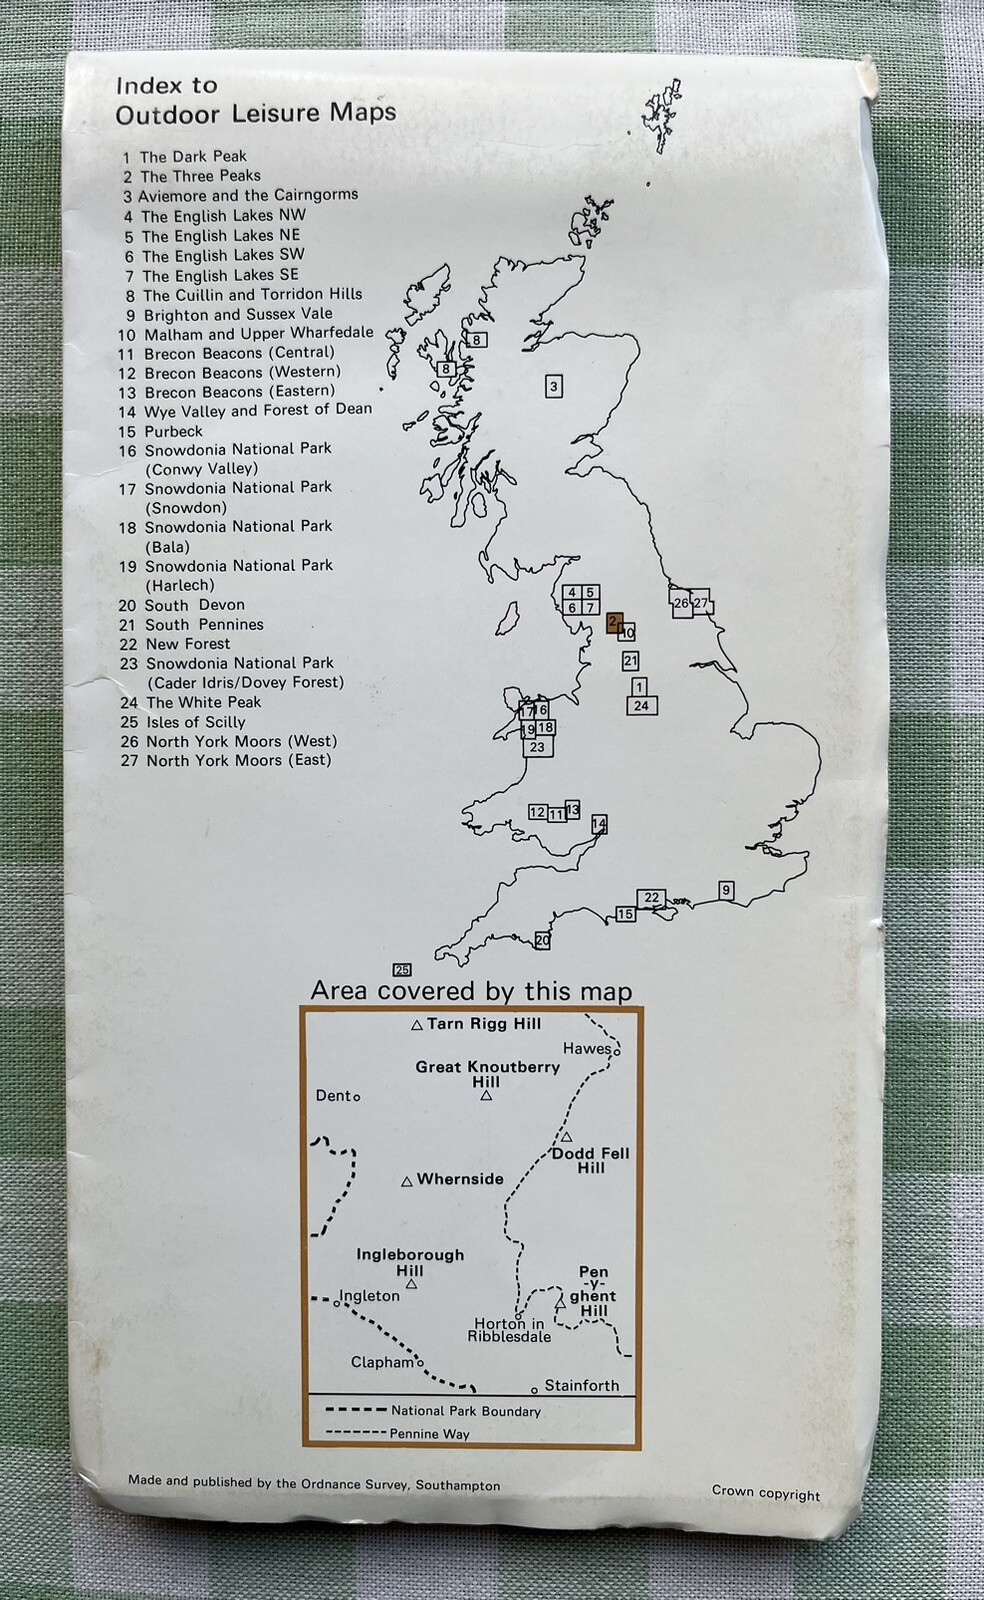 Index to
Outdoor Leisure Maps
1 The Dark Peak
2 The Three Peaks
3 Aviemore and the Cairngorms
4 The English Lakes NW
5 The English Lakes NE
6 The English Lakes SW
7 The English Lakes SE
8 The Cuillin and Torridon Hills
9 Brighton and Sussex Vale
10 Malham and Upper Wharfedale
11 Brecon Beacons (Central)
12 Brecon Beacons (Western)
13 Brecon Beacons (Eastern)
14 Wye Valley and Forest of Dean
15 Purbeck
16 Snowdonia National Park
(Conwy Valley)
17 Snowdonia National Park
(Snowdon)
18 Snowdonia National Park
(Bala)
19 Snowdonia National Park
(Harlech)
20 South Devon
21 South Pennines
22 New Forest
23 Snowdonia National Park
(Cader Idris/Dovey Forest)
24 The White Peak
25 Isles of Scilly
26 North York Moors (West)
27 North York Moors (East)
8
8
3
4 5
6 7
26 27
2
10
21
1
24
17 16
19 18
23
12 11 13
14
22
9
15
20
25
Area covered by this map
Tarn Rigg Hill
Hawes
Great Knoutberry
Hill
Dent
Dodd Fell
Hill
Whernside
Ingleborough
Hill
Pen
-y-
ghent
Hill
Ingleton
Horton in
Ribblesdale
Clapham
Stainforth
National Park Boundary
Pennine Way
Made and published by the Ordnance Survey, Southampton
Crown copyright